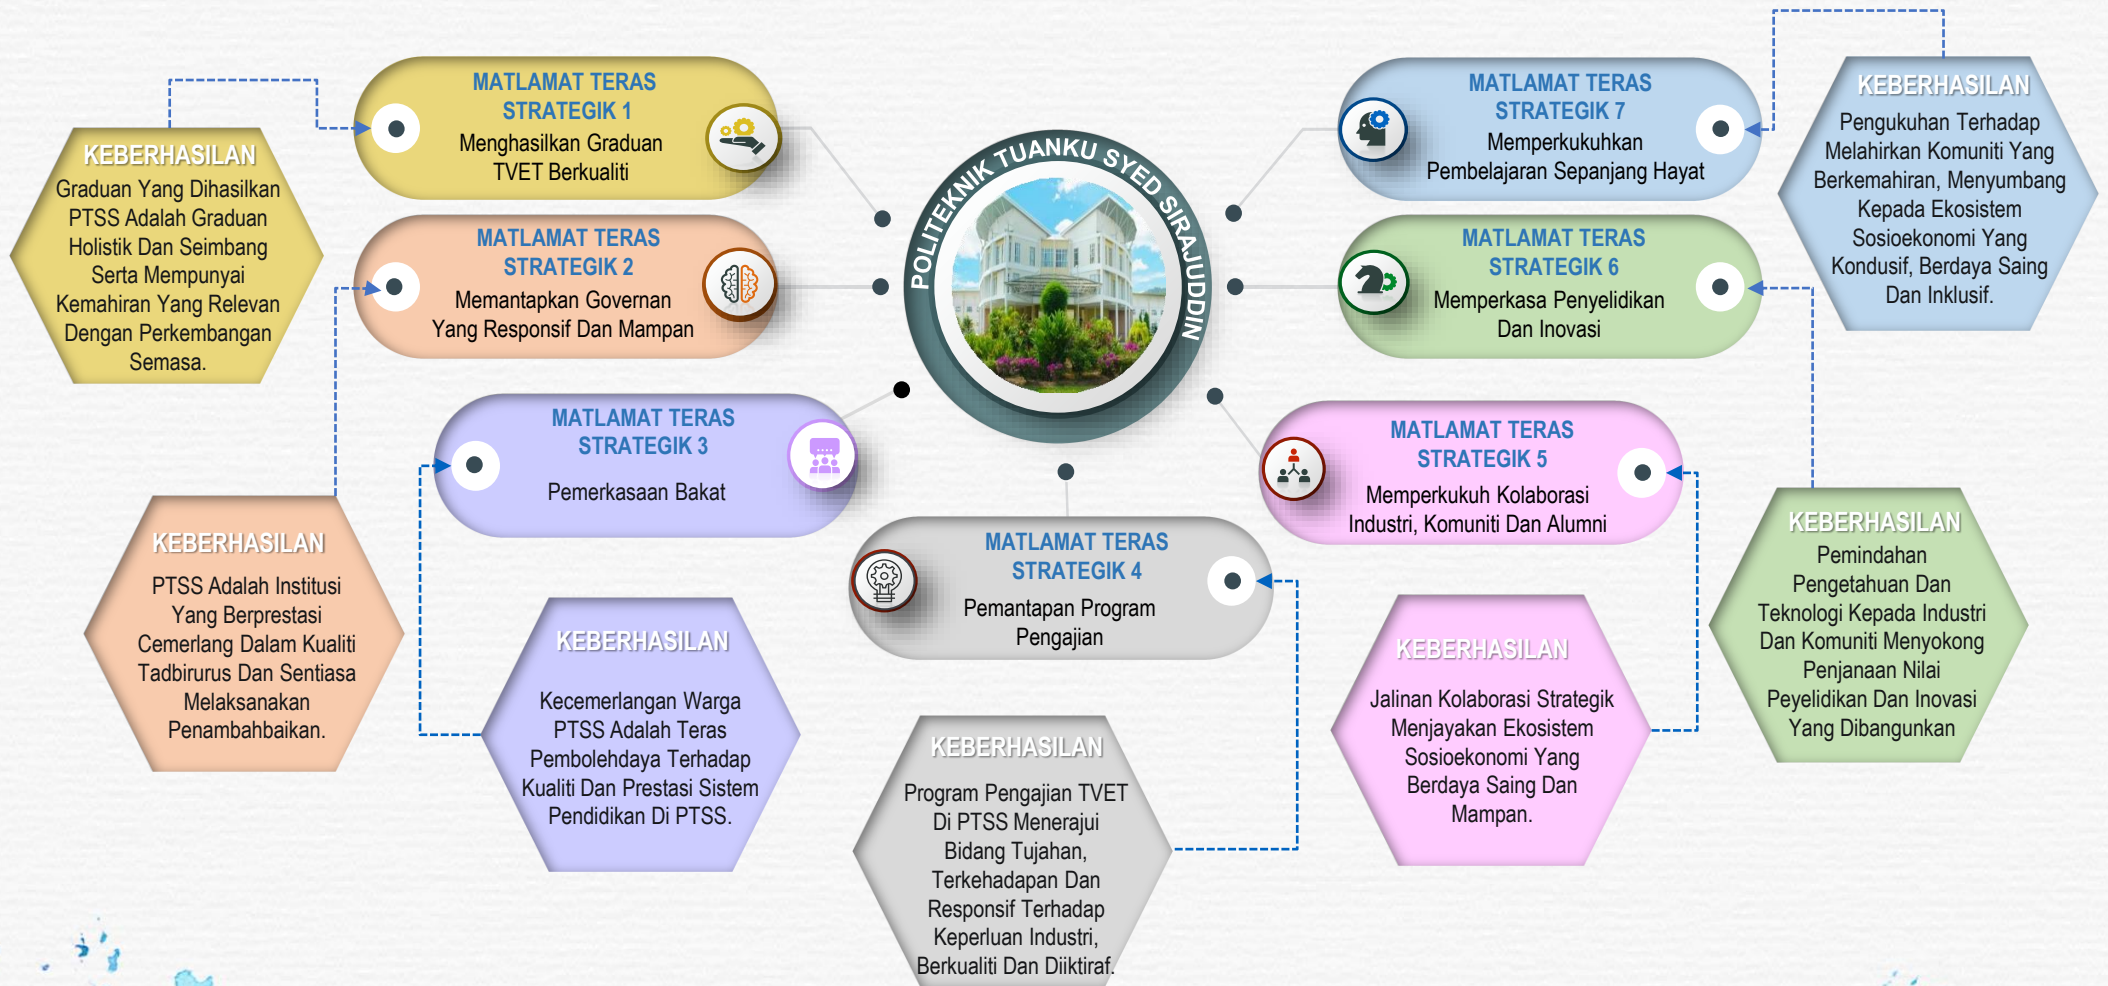 MATLAMAT TERAS
STRATEGIK 1
Menghasilkan Graduan
TVET Berkualiti
KEBERHASILAN
Graduan Yang Dihasilkan
PTSS Adalah Graduan
Holistik Dan Seimbang
Serta Mempunyai
Kemahiran Yang Relevan
Dengan Perkembangan
Semasa.
MATLAMAT TERAS
STRATEGIK 2
Memantapkan Governan
Yang Responsif Dan Mampan
KEBERHASILAN
PTSS Adalah Institusi
Yang Berprestasi
Cemerlang Dalam Kualiti
Tadbirurus Dan Sentiasa
Melaksanakan
Penambahbaikan.
MATLAMAT TERAS
STRATEGIK 3
Pemerkasaan Bakat
KEBERHASILAN
Kecemerlangan Warga
PTSS Adalah Teras
Pembolehdaya Terhadap
Kualiti Dan Prestasi Sistem
Pendidikan Di PTSS.
POLITEKNIK TUANKU SYED SIRAJUDDIN
MATLAMAT TERAS
STRATEGIK 4
Pemantapan Program
Pengajian
KEBERHASILAN
Program Pengajian TVET
Di PTSS Menerajui
Bidang Tujahan,
Terkehadapan Dan
Responsif Terhadap
Keperluan Industri,
Berkualiti Dan Diiktiraf.
MATLAMAT TERAS
STRATEGIK 5
Memperkukuh Kolaborasi
Industri, Komuniti Dan Alumni
KEBERHASILAN
Jalinan Kolaborasi Strategik
Menjayakan Ekosistem
Sosioekonomi Yang
Berdaya Saing Dan
Mampan.
MATLAMAT TERAS
STRATEGIK 6
Memperkasa Penyelidikan
Dan Inovasi
KEBERHASILAN
Pemindahan
Pengetahuan Dan
Teknologi Kepada Industri
Dan Komuniti Menyokong
Penjanaan Nilai
Peyelidikan Dan Inovasi
Yang Dibangunkan
MATLAMAT TERAS
STRATEGIK 7
Memperkukuhkan
Pembelajaran Sepanjang Hayat
KEBERHASILAN
Pengukuhan Terhadap
Melahirkan Komuniti Yang
Berkemahiran, Menyumbang
Kepada Ekosistem
Sosioekonomi Yang
Kondusif, Berdaya Saing
Dan Inklusif.